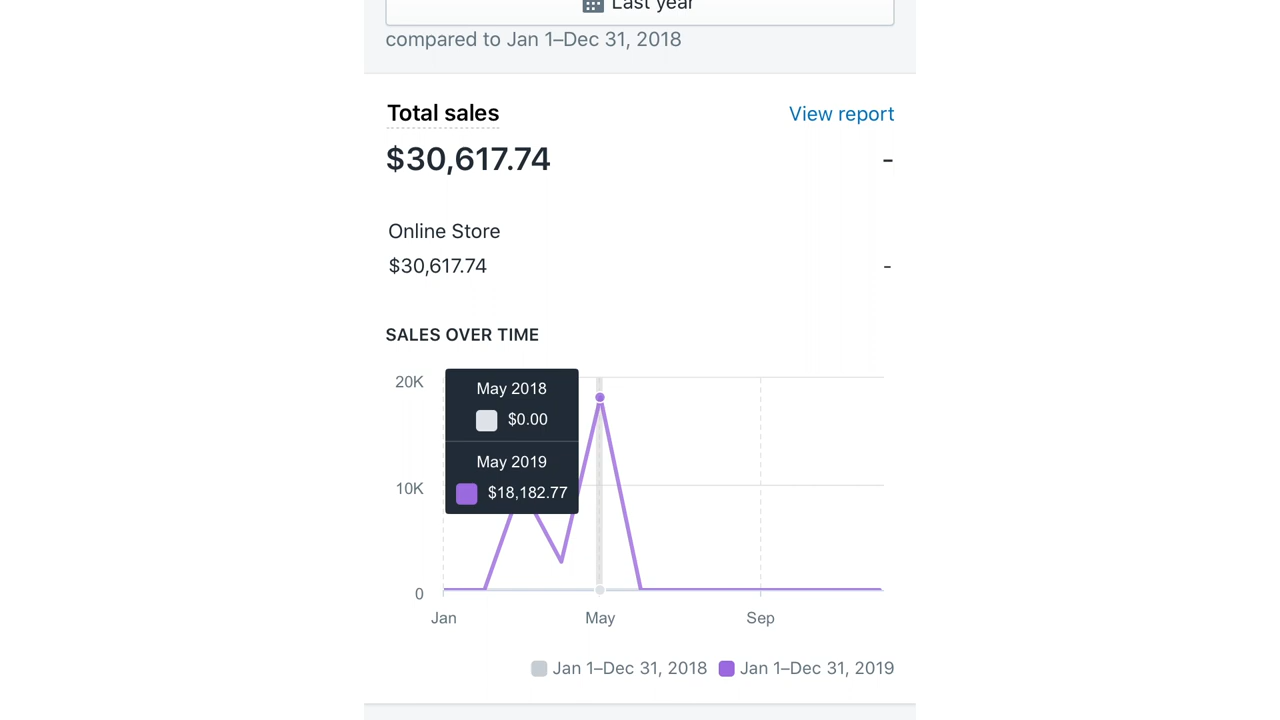 Last year
compared to Jan 1–Dec 31, 2018
Total sales
View report
$30,617.74
-
Online Store
$30,617.74
-
SALES OVER TIME
20K
10K
0
May 2018
$0.00
May 2019
$18,182.77
Jan
May
Sep
Jan 1–Dec 31, 2018
Jan 1–Dec 31, 2019